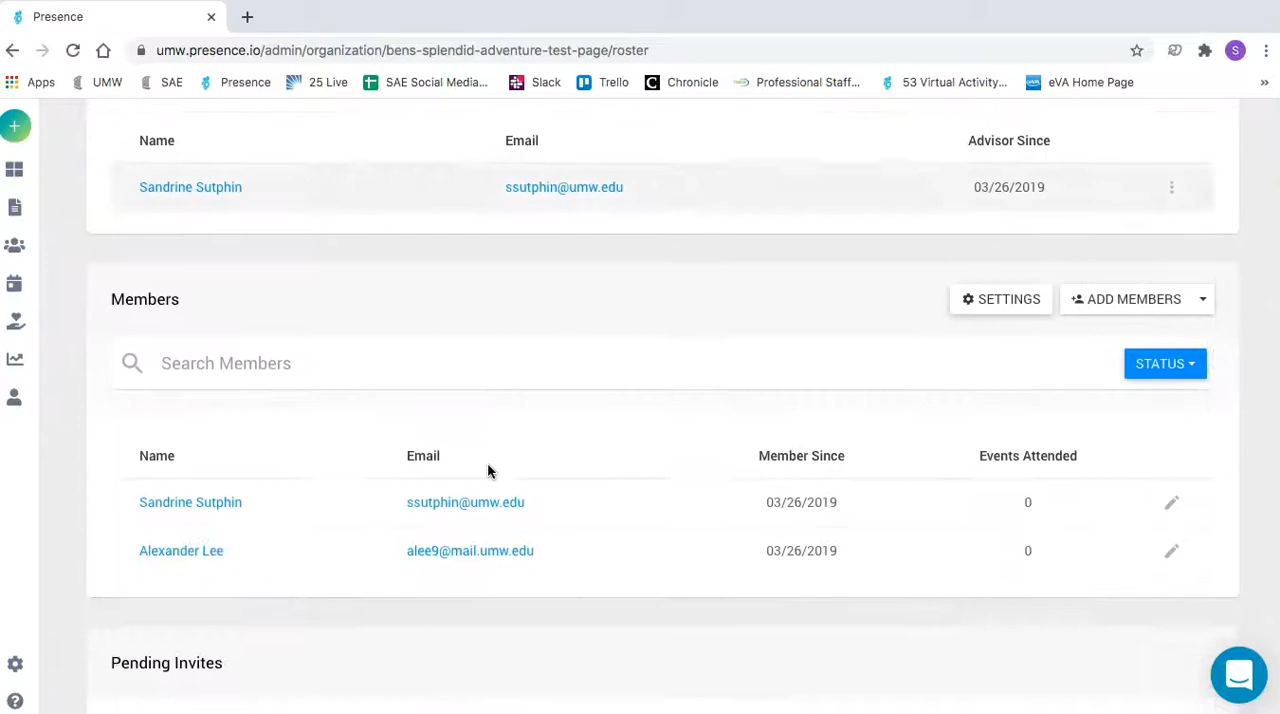 Presence
umw.presence.io/admin/organization/bens-splendid-adventure-test-page/roster
S
Apps UMW SAE Presence 25 Live SAE Social Media... Slack Trello Chronicle Professional Staff... 53 Virtual Activity... eVA Home Page »
Name Email Advisor Since
Sandrine Sutphin ssutphin@umw.edu 03/26/2019
Members SETTINGS ADD MEMBERS
Search Members STATUS
Name Email Member Since Events Attended
Sandrine Sutphin ssutphin@umw.edu 03/26/2019 0
Alexander Lee alee9@mail.umw.edu 03/26/2019 0
Pending Invites